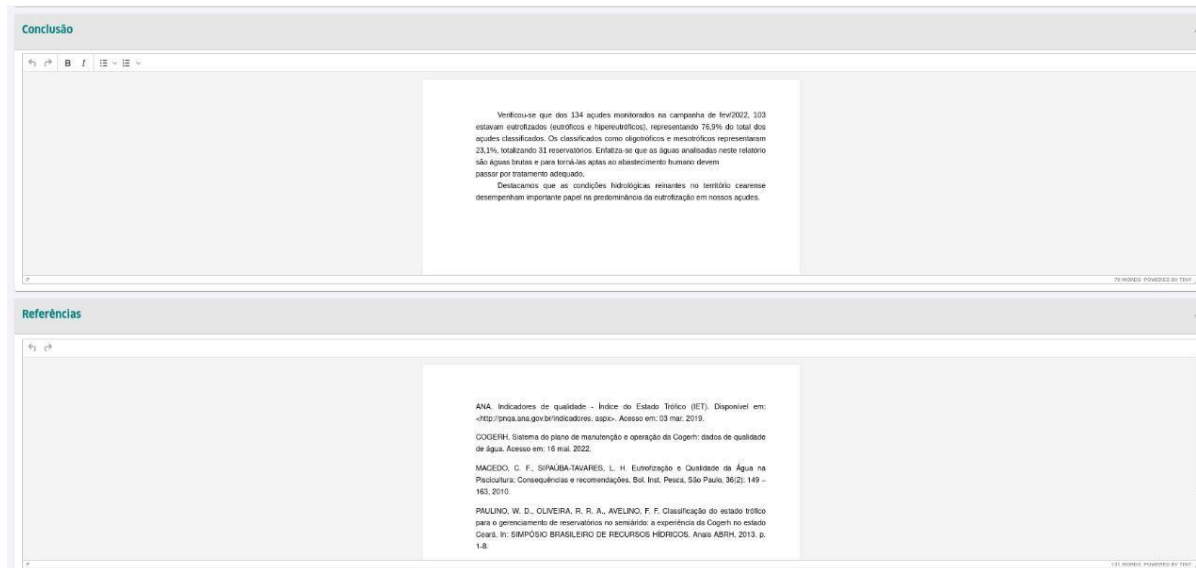 Conclusão
B I
Verificou-se que dos 134 açudes monitorados na campanha de fev/2022, 103
estavam eutrofizados (eutróficos e hipereutróficos), representando 76,9% do total dos
açudes classificados. Os classificados como oligotróficos e mesotróficos representaram
23,1%, totalizando 31 reservatórios. Enfatiza-se que as águas analisadas neste relatório
são águas brutas e para torná-las aptas ao abastecimento humano devem
passar por tratamento adequado.
Destacamos que as condições hidrológicas reinantes no território cearense
desempenham importante papel na predominância da eutrofização em nossos açudes.
P
WORDS POWERED BY TINY
Referências
ANA. Indicadores de qualidade - Índice do Estado Trófico (IET). Disponível em:
<http://pnqa.ana.gov.br/indicadores. aspx>. Acesso em: 03 mar. 2019.
COGERH. Sistema do plano de manutenção e operação da Cogerh: dados de qualidade
de água. Acesso em: 16 mai. 2022.
MACEDO, C. F., SIPAÚBA-TAVARES, L. H. Eutrofização e Qualidade da Água na
Piscicultura: Consequências e recomendações. Bol. Inst. Pesca, São Paulo, 36(2): 149 –
163, 2010.
PAULINO, W. D., OLIVEIRA, R. R. A., AVELINO, F. F. Classificação do estado trófico
para o gerenciamento de reservatórios no semiárido: a experiência da Cogerh no estado
Ceará. In: SIMPÓSIO BRASILEIRO DE RECURSOS HÍDRICOS. Anais ABRH, 2013. p.
1-8.
P
131 WORDS POWERED BY TINY